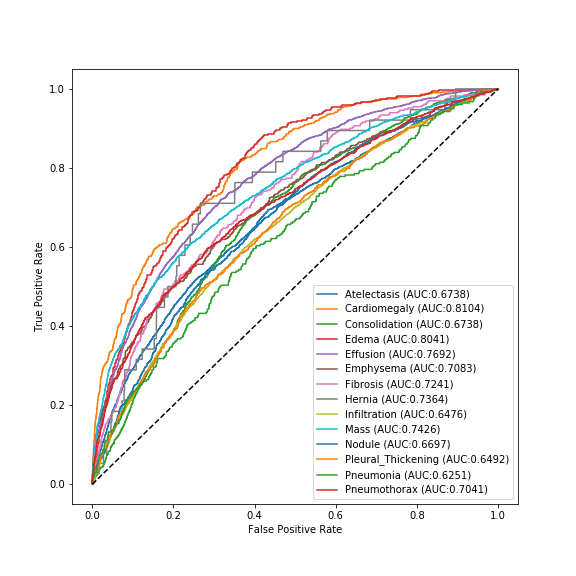 1.0
0.8
0.6
0.4
0.2
0.0
True Positive Rate
Atelectasis (AUC:0.6738)
Cardiomegaly (AUC:0.8104)
Consolidation (AUC:0.6738)
Edema (AUC:0.8041)
Effusion (AUC:0.7692)
Emphysema (AUC:0.7083)
Fibrosis (AUC:0.7241)
Hernia (AUC:0.7364)
Infiltration (AUC:0.6476)
Mass (AUC:0.7426)
Nodule (AUC:0.6697)
Pleural_Thickening (AUC:0.6492)
Pneumonia (AUC:0.6251)
Pneumothorax (AUC:0.7041)
0.0 0.2 0.4 0.6 0.8 1.0
False Positive Rate